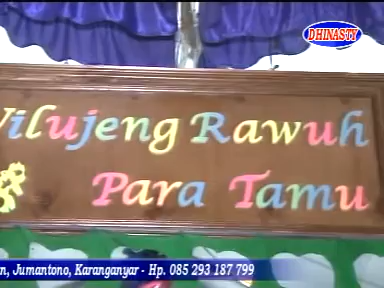 DHINASTY
Wilujeng Rawuh
Para Tamu
n, Jumantono, Karanganyar - Hp. 085 293 187 799